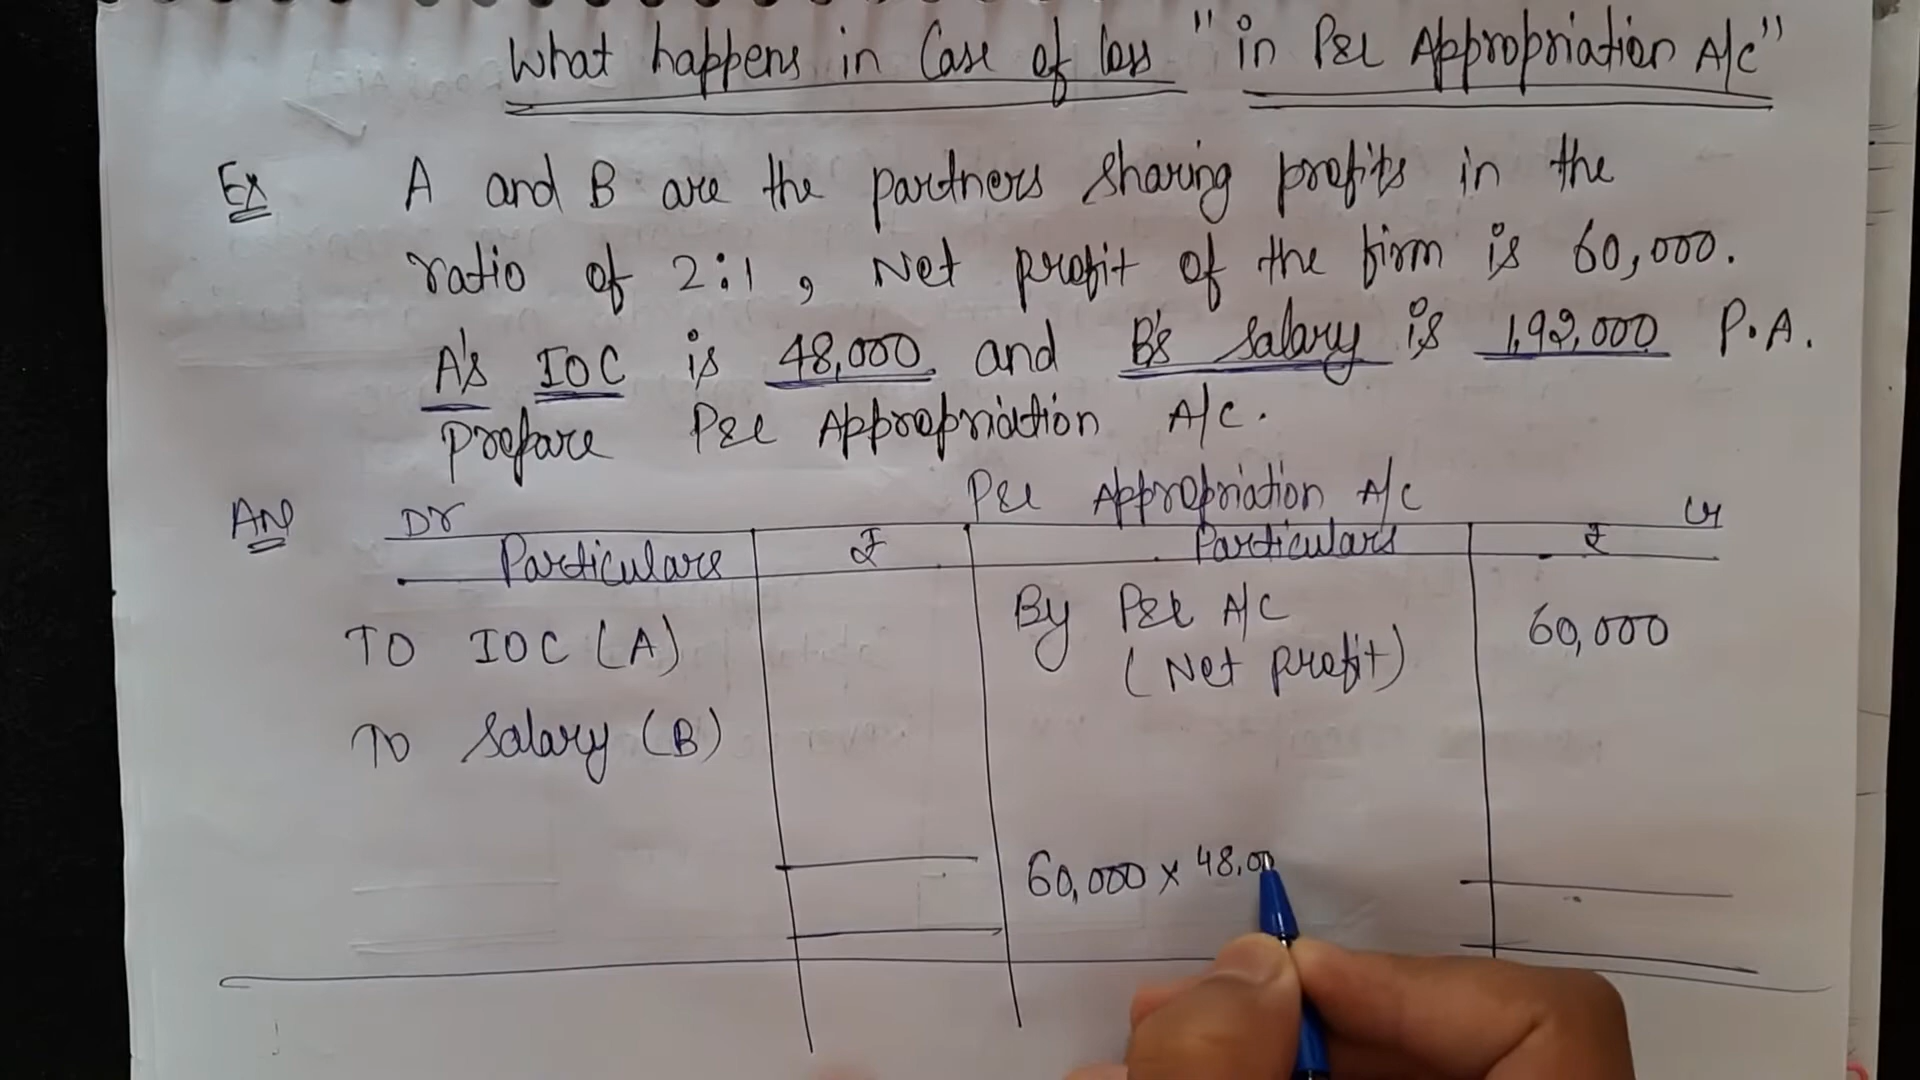 What happens in Case of loss "in P&L Appropriation A/c"
Ex A and B are the partners sharing profits in the
ratio of 2:1, Net profit of the firm is 60,000.
A's IOC is 48,000 and B's salary is 1,92,000 P.A.
Prepare P&L Appropriation A/C.
P&L Appropriation A/C
Ans Dr Cr
Particulars ₹ Particulars ₹
To IOC (A) By P&L A/C 60,000
(Net profit)
To Salary (B)
60,000 × 48,00